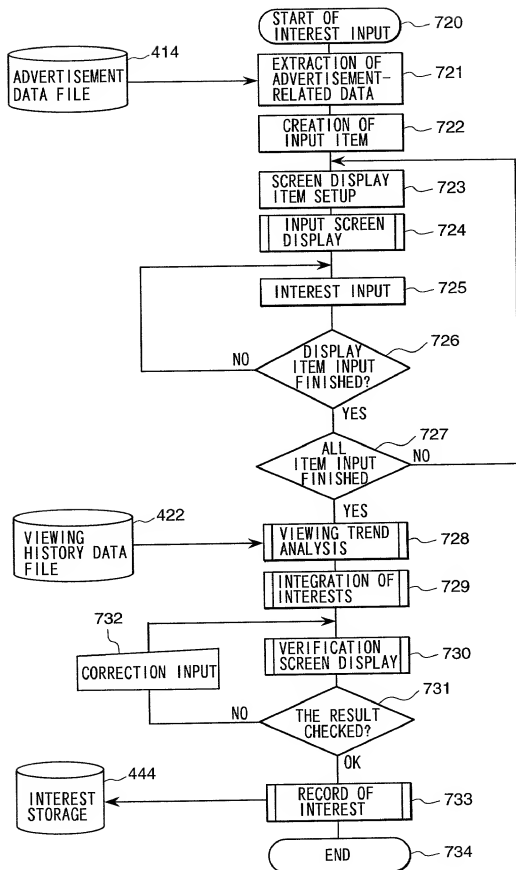 START OF
INTEREST INPUT
720
414
ADVERTISEMENT
DATA FILE
EXTRACTION OF
ADVERTISEMENT-
RELATED DATA
721
CREATION OF
INPUT ITEM
722
SCREEN DISPLAY
ITEM SETUP
723
INPUT SCREEN
DISPLAY
724
INTEREST INPUT
725
DISPLAY
ITEM INPUT
FINISHED?
726
NO
YES
ALL
ITEM INPUT
FINISHED
727
NO
YES
422
VIEWING
HISTORY DATA
FILE
VIEWING TREND
ANALYSIS
728
INTEGRATION OF
INTERESTS
729
732
CORRECTION INPUT
VERIFICATION
SCREEN DISPLAY
730
THE RESULT
CHECKED?
731
NO
OK
444
INTEREST
STORAGE
RECORD OF
INTEREST
733
END
734